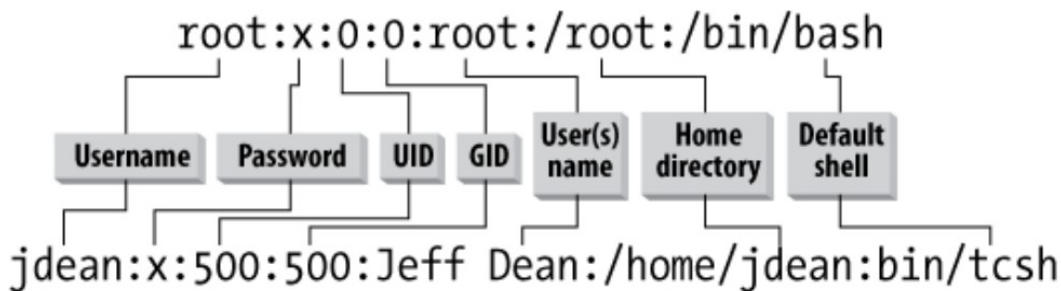 root:x:0:0:root:/root:/bin/bash
Username
Password
UID
GID
User(s)
name
Home
directory
Default
shell
jdean:x:500:500:Jeff Dean:/home/jdean:bin/tcsh